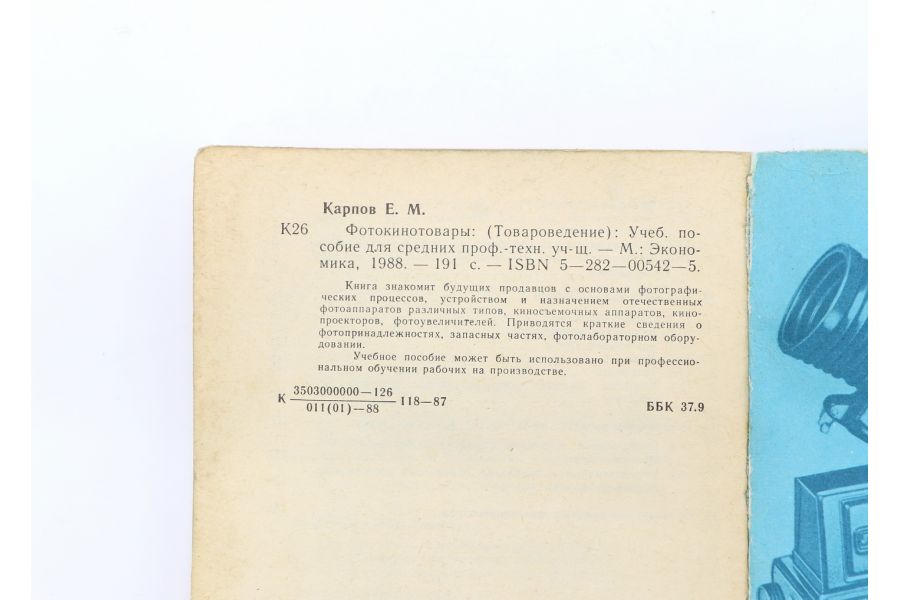 Карпов Е. М.
К26 Фотокинотовары: (Товароведение): Учеб. по-
собие для средних проф.-техн. уч-щ. — М.: Эконо-
мика, 1988. — 191 с. — ISBN 5—282—00542—5.
Книга знакомит будущих продавцов с основами фотографи-
ческих процессов, устройством и назначением отечественных
фотоаппаратов различных типов, киносъемочных аппаратов, кино-
проекторов, фотоувеличителей. Приводятся краткие сведения о
фотопринадлежностях, запасных частях, фотолабораторном обору-
довании.
Учебное пособие может быть использовано при профессио-
нальном обучении рабочих на производстве.
К 3503000000—126
011(01)—88 118—87
ББК 37.9